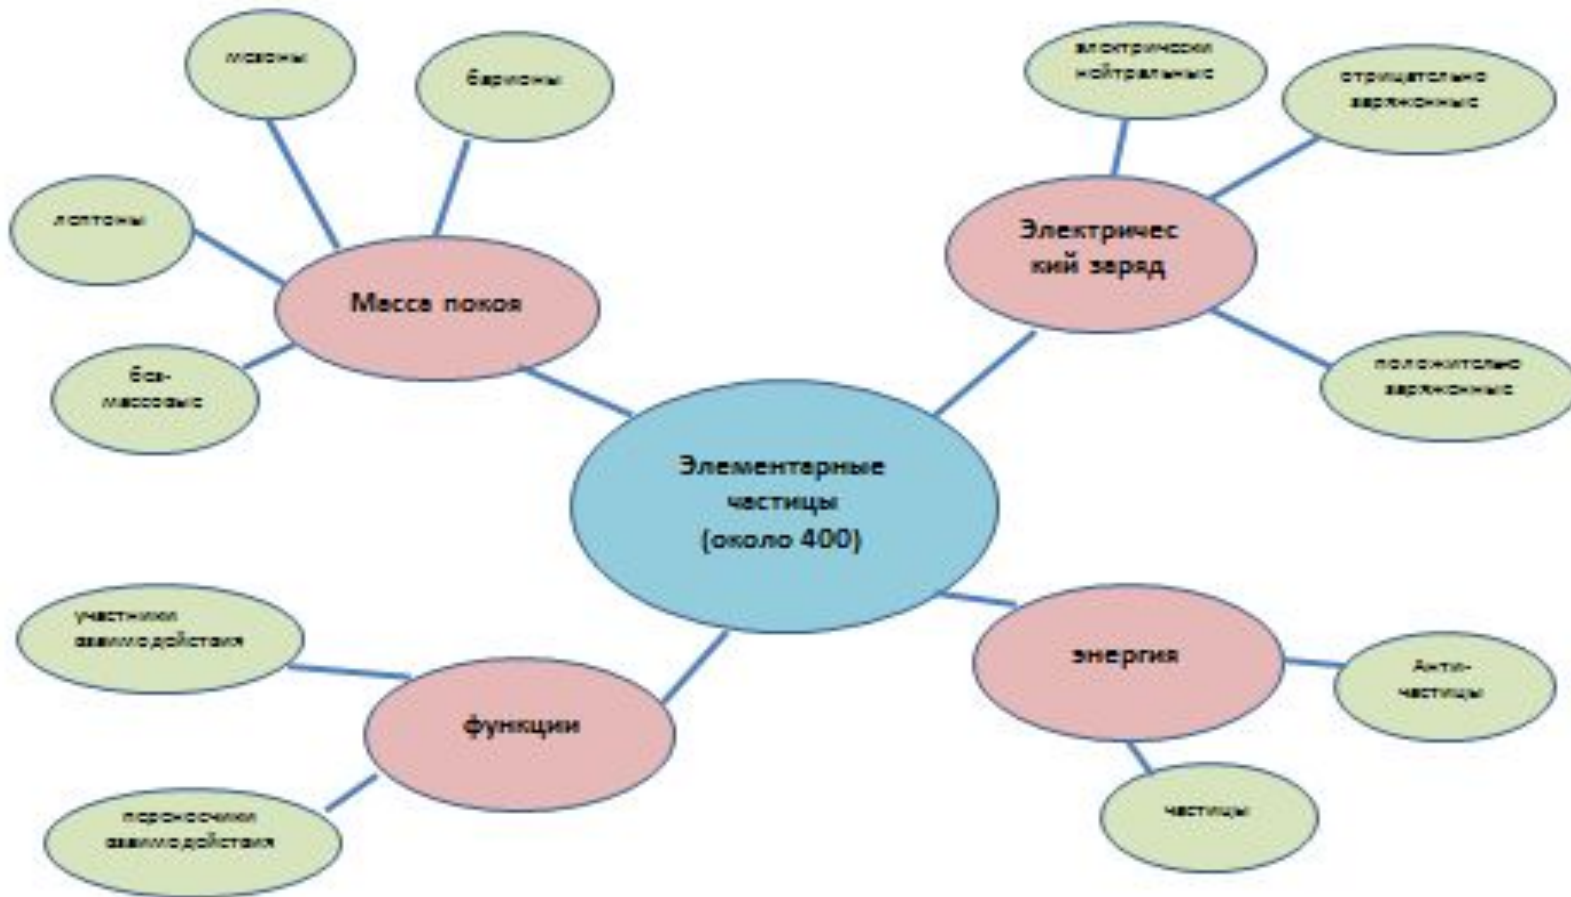 мезоны
барионы
лептоны
без-
массовые
Масса покоя
электрически
нейтральные
отрицательно
заряженные
Электричес
кий заряд
положительно
заряженные
Элементарные
частицы
(около 400)
участники
взаимодействия
функции
переносчики
взаимодействия
энергия
Анти-
частицы
частицы